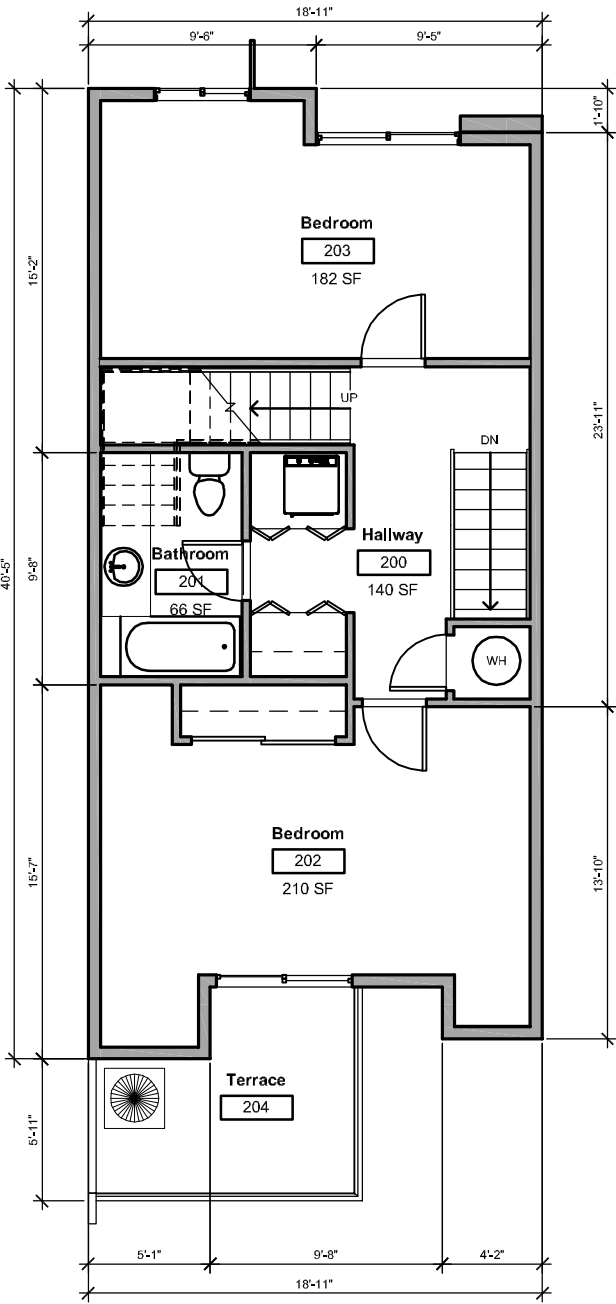 18'-11"
9'-6"
9'-5"
1'-10"
Bedroom
203
182 SF
15'-2"
UP
23'-11"
DN
Hallway
200
140 SF
Bathroom
201
66 SF
9'-8"
40'-5"
WH
Bedroom
202
210 SF
15'-7"
13'-10"
Terrace
204
5'-11"
5'-1"
9'-8"
4'-2"
18'-11"